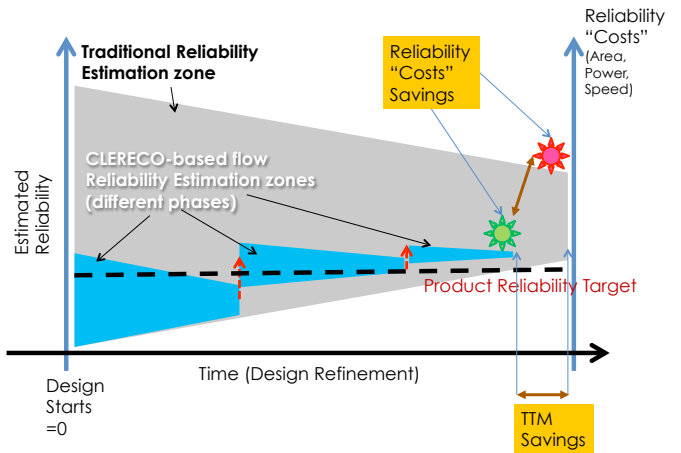 Traditional Reliability
Estimation zone
Reliability
“Costs”
Savings
Reliability
“Costs”
(Area,
Power,
Speed)
CLERECO-based flow
Reliability Estimation zones
(different phases)
Estimated
Reliability
Product Reliability Target
Time (Design Refinement)
Design
Starts
=0
TTM
Savings